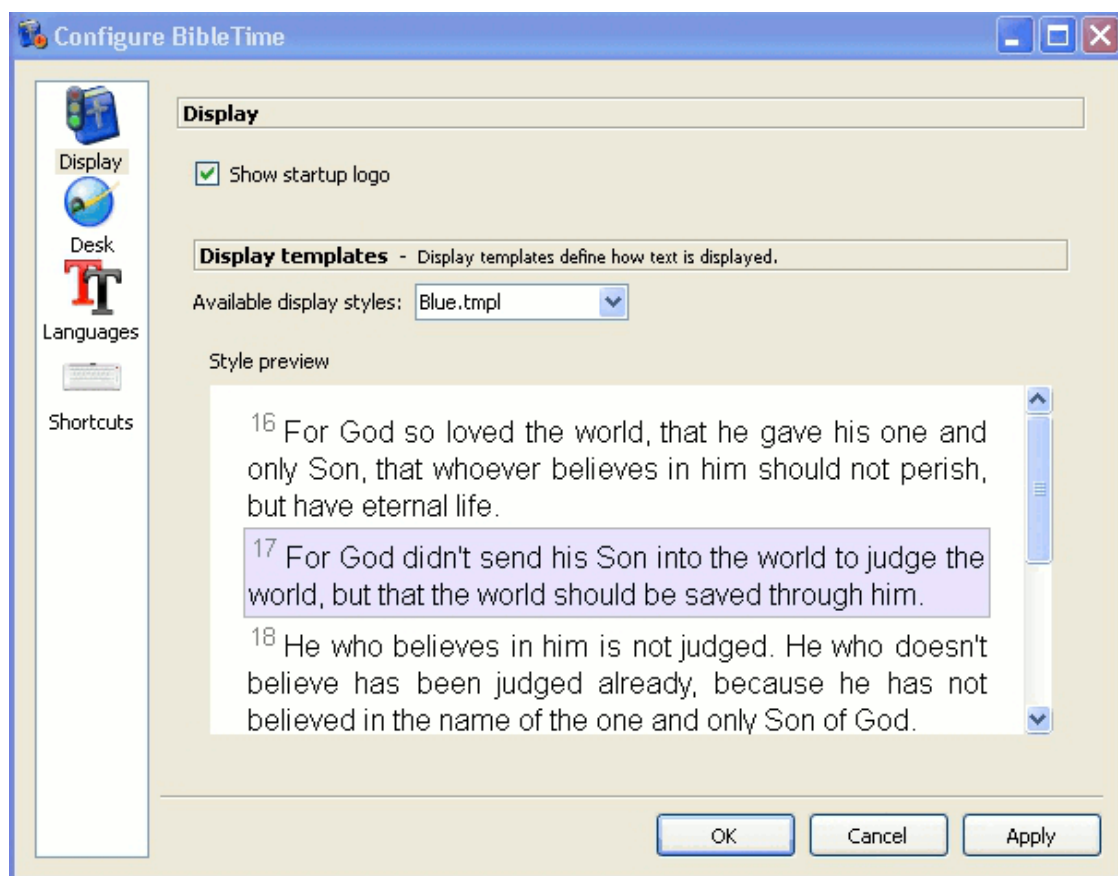 Configure BibleTime
Display
Desk
Languages
Shortcuts
Display
Show startup logo
Display templates - Display templates define how text is displayed.
Available display styles: Blue.tmpl
Style preview
16 For God so loved the world, that he gave his one and
only Son, that whoever believes in him should not perish,
but have eternal life.
17 For God didn't send his Son into the world to judge the
world, but that the world should be saved through him.
18 He who believes in him is not judged. He who doesn't
believe has been judged already, because he has not
believed in the name of the one and only Son of God.
OK Cancel Apply